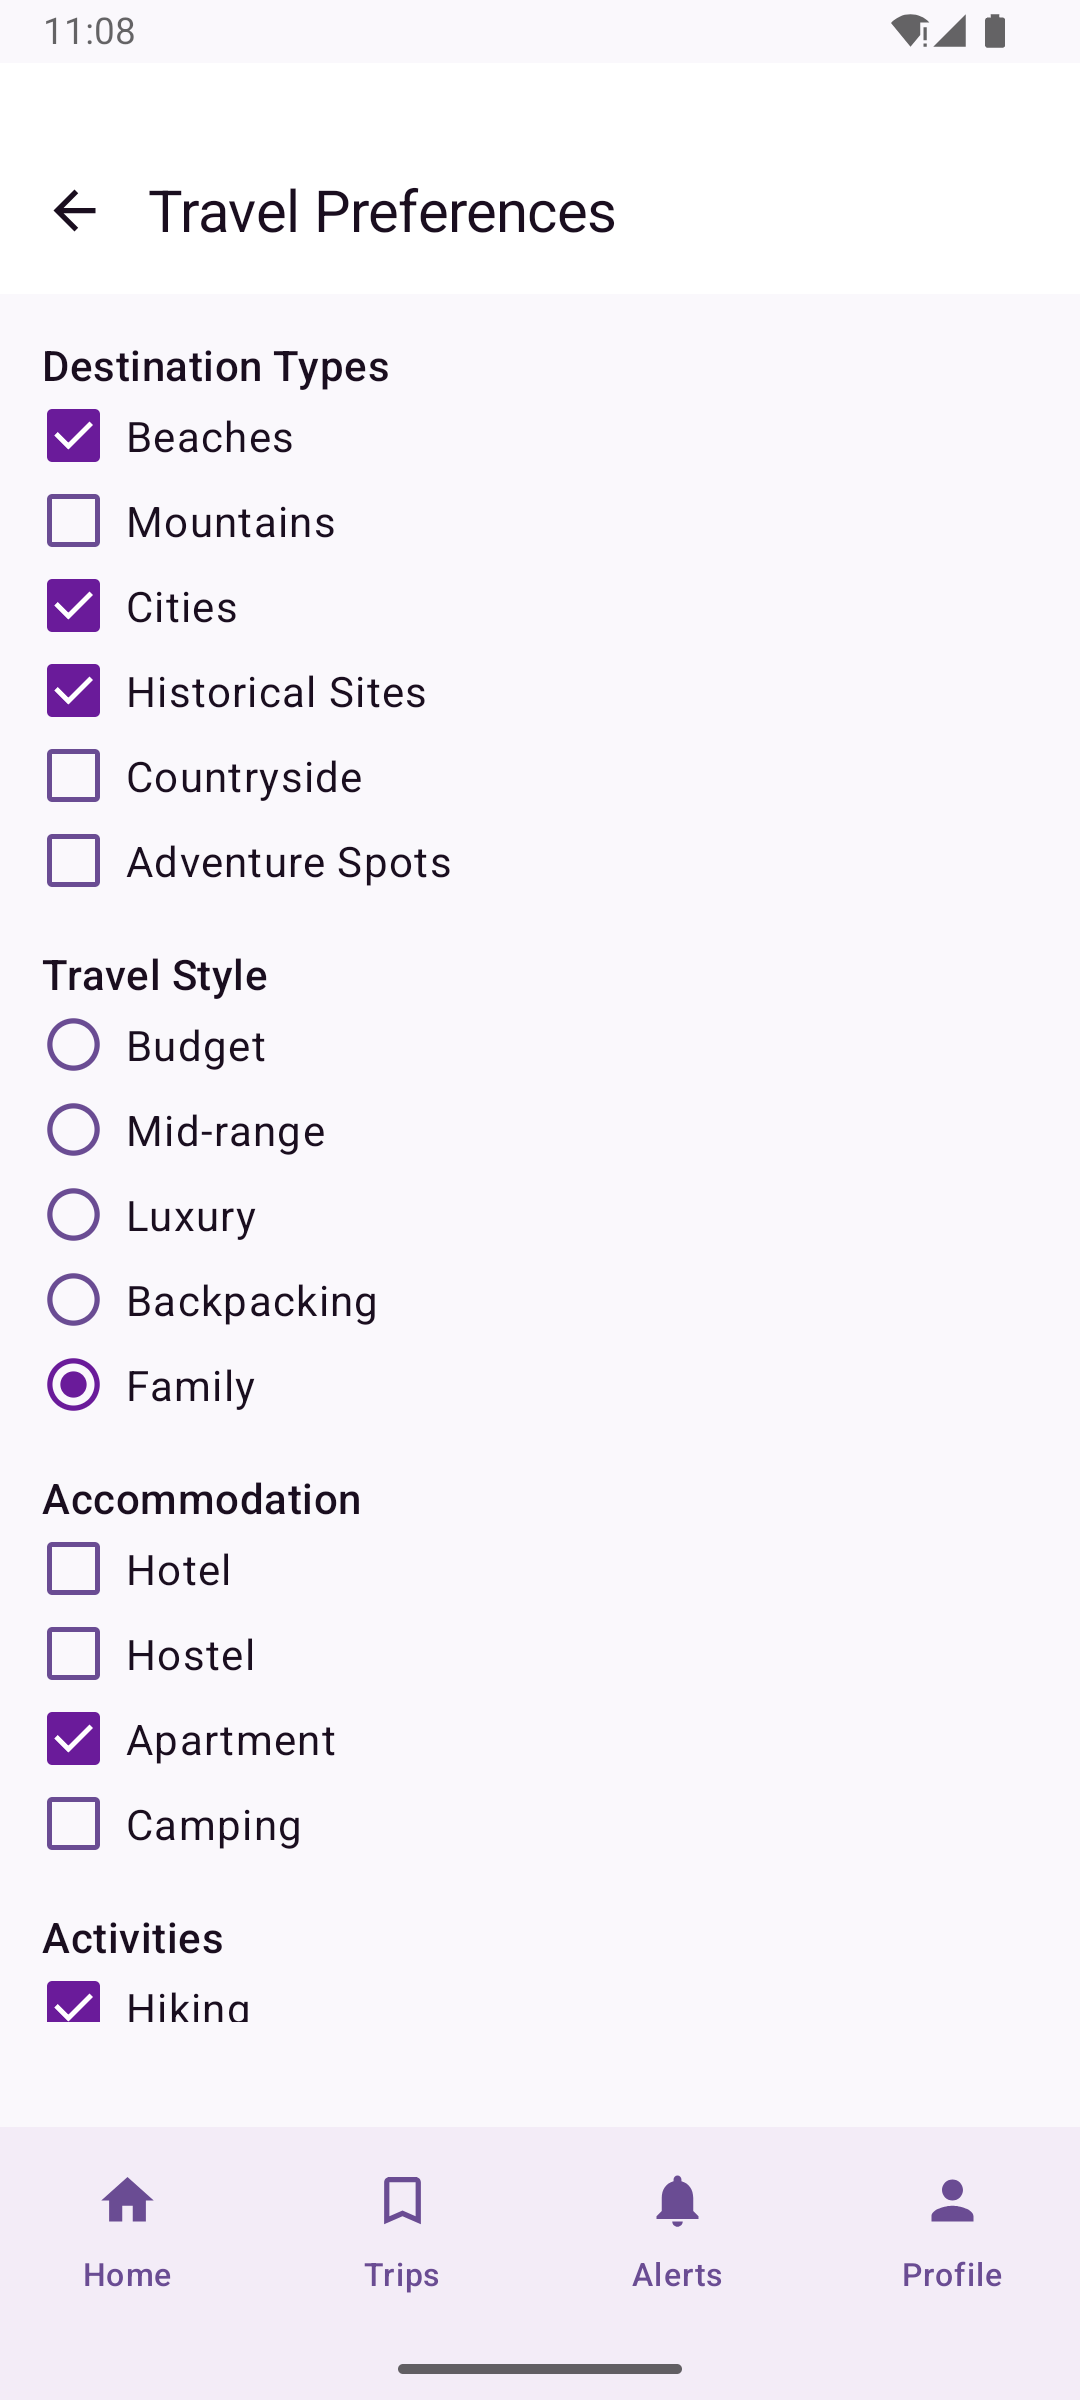 11:08
Travel Preferences
Destination Types
Beaches
Mountains
Cities
Historical Sites
Countryside
Adventure Spots
Travel Style
Budget
Mid-range
Luxury
Backpacking
Family
Accommodation
Hotel
Hostel
Apartment
Camping
Activities
Hiking
Home
Trips
Alerts
Profile